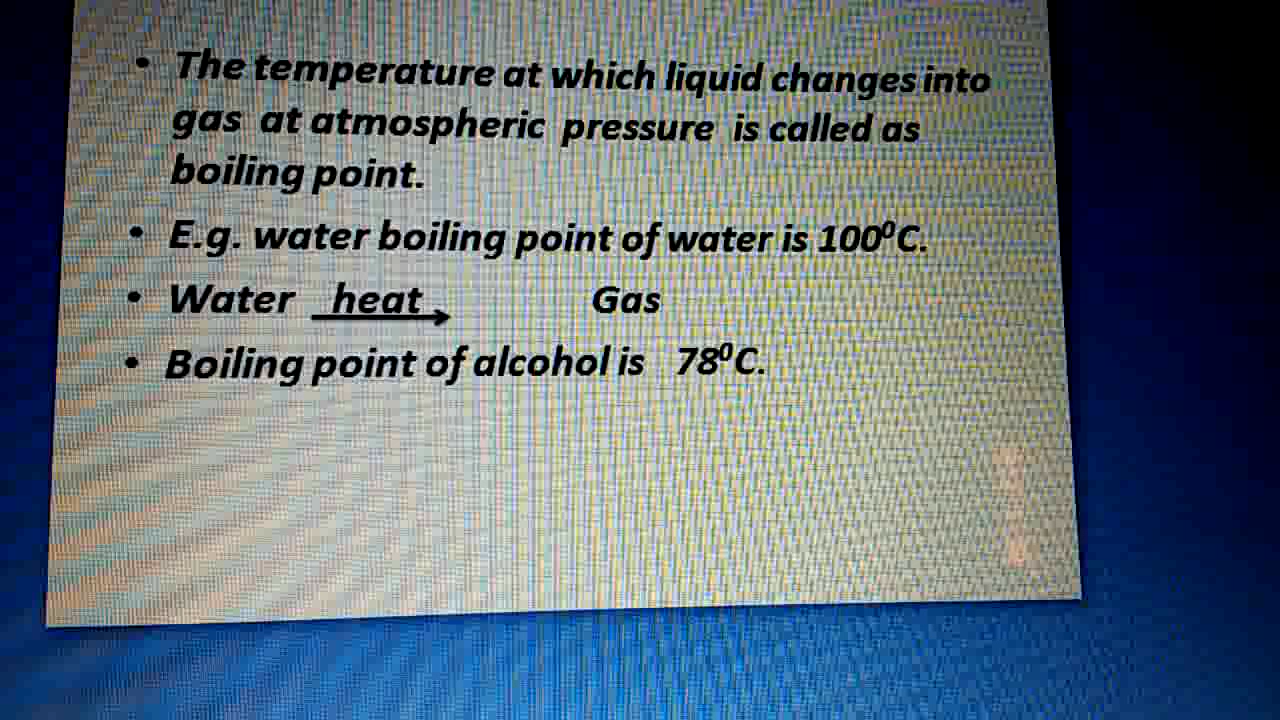 • The temperature at which liquid changes into
gas at atmospheric pressure is called as
boiling point.
• E.g. water boiling point of water is 100⁰C.
• Water heat Gas
• Boiling point of alcohol is 78⁰C.